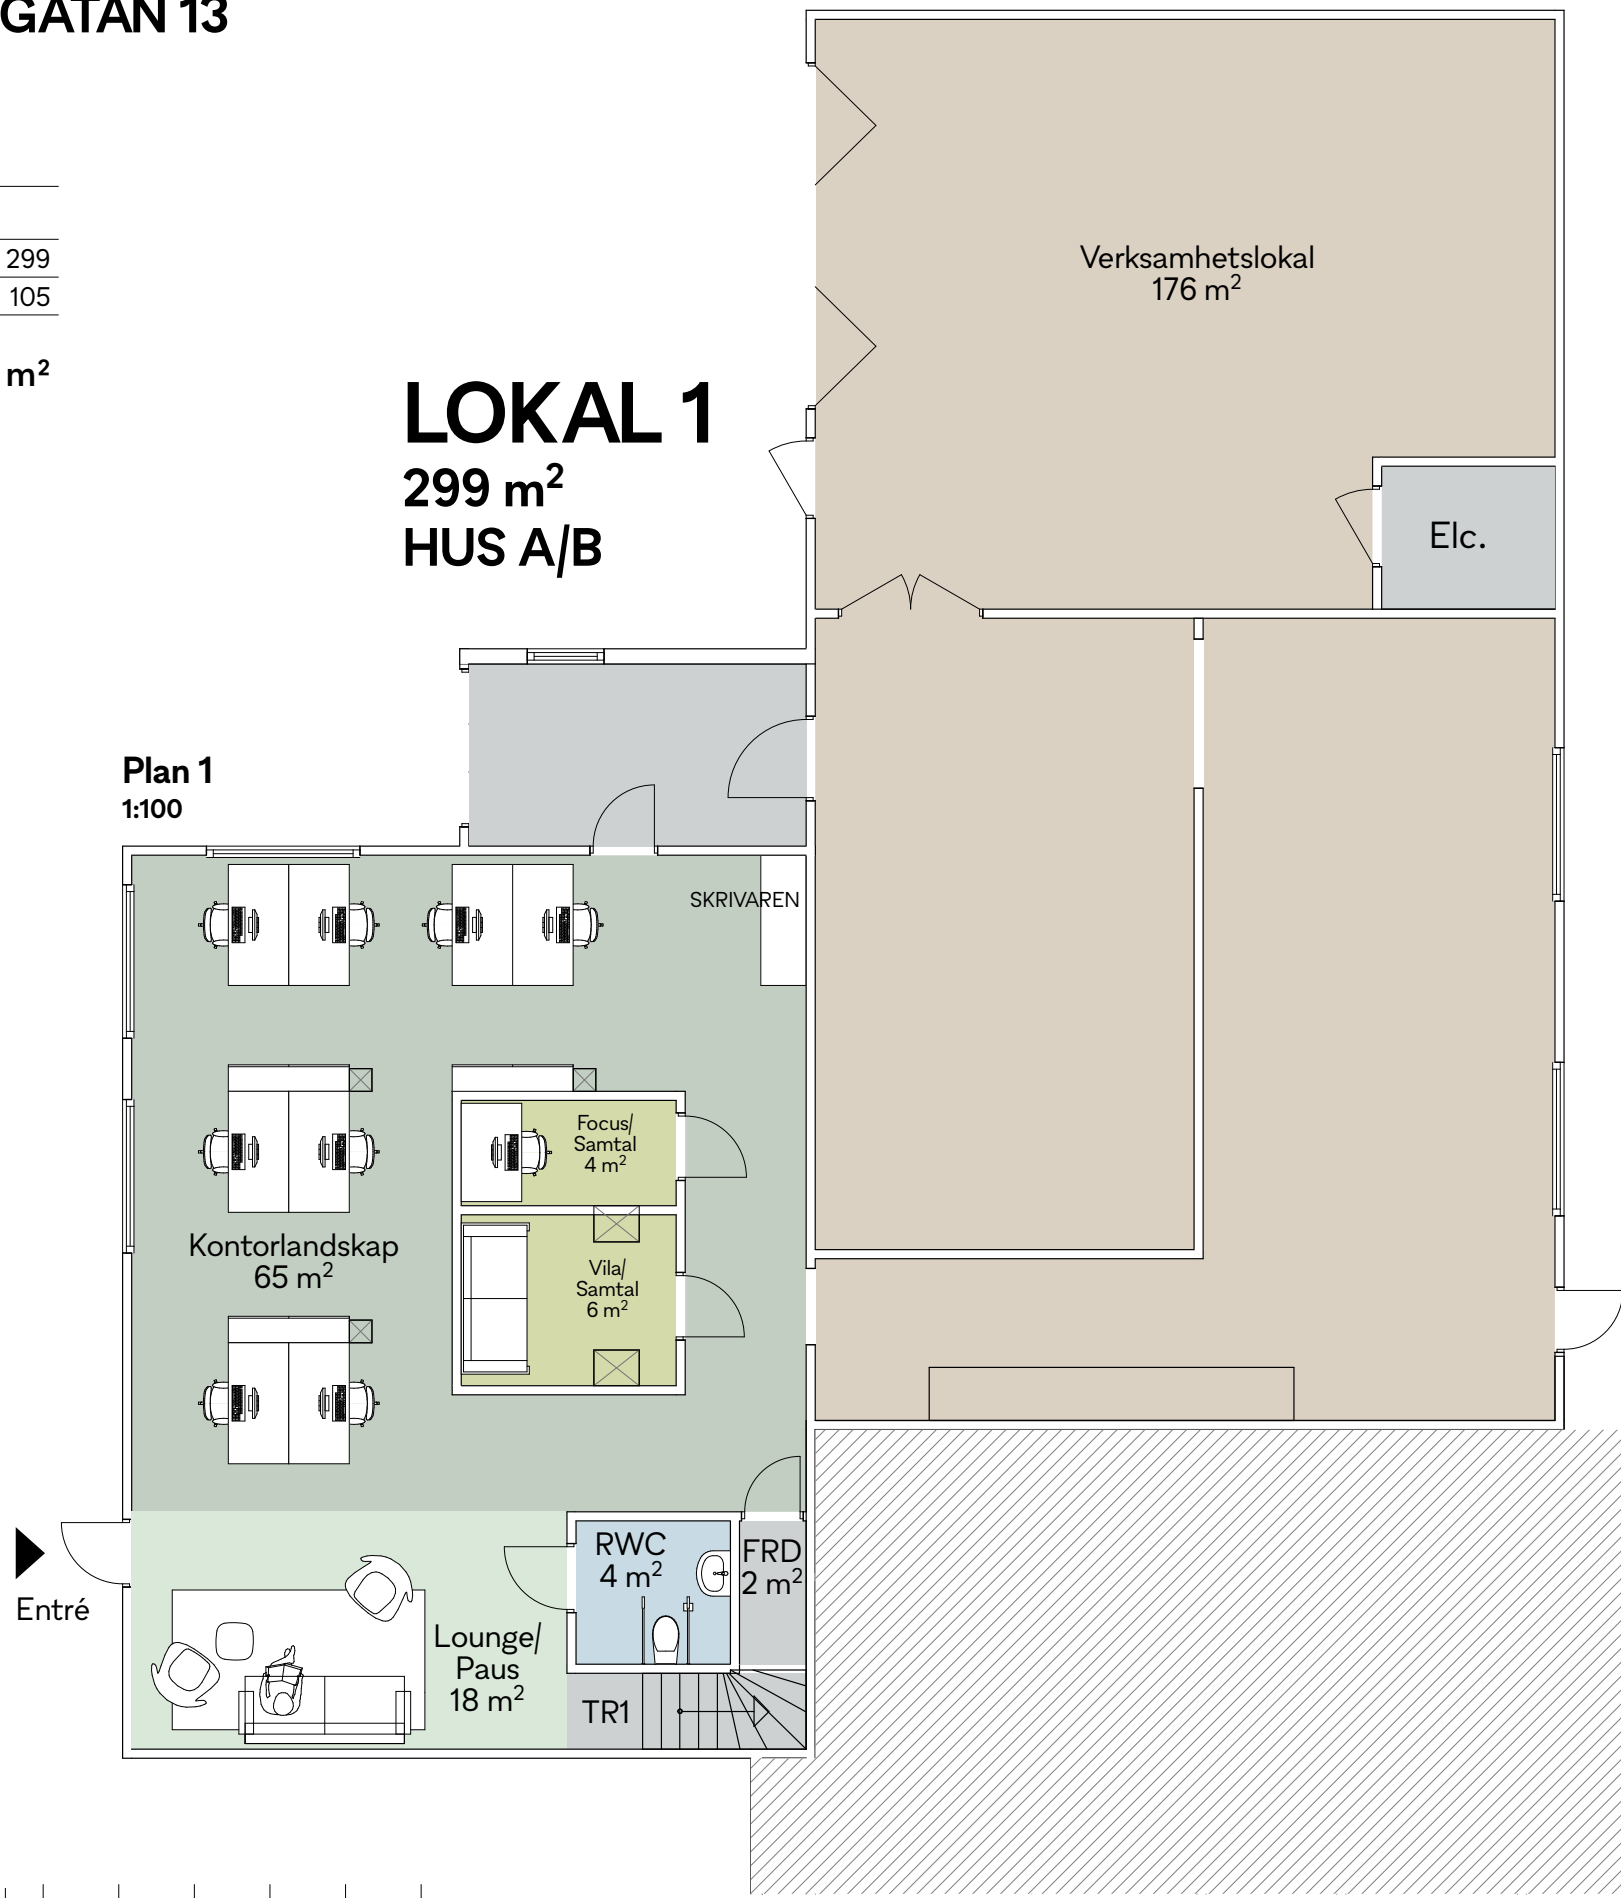 GATAN 13
299
105
m²
LOKAL 1
299 m²
HUS A/B
Verksamhetslokal
176 m²
Elc.
Plan 1
1:100
SKRIVAREN
Focus/
Samtal
4 m²
Kontorlandskap
65 m²
Vila/
Samtal
6 m²
Entré
RWC
4 m²
FRD
2 m²
Lounge/
Paus
18 m²
TR1